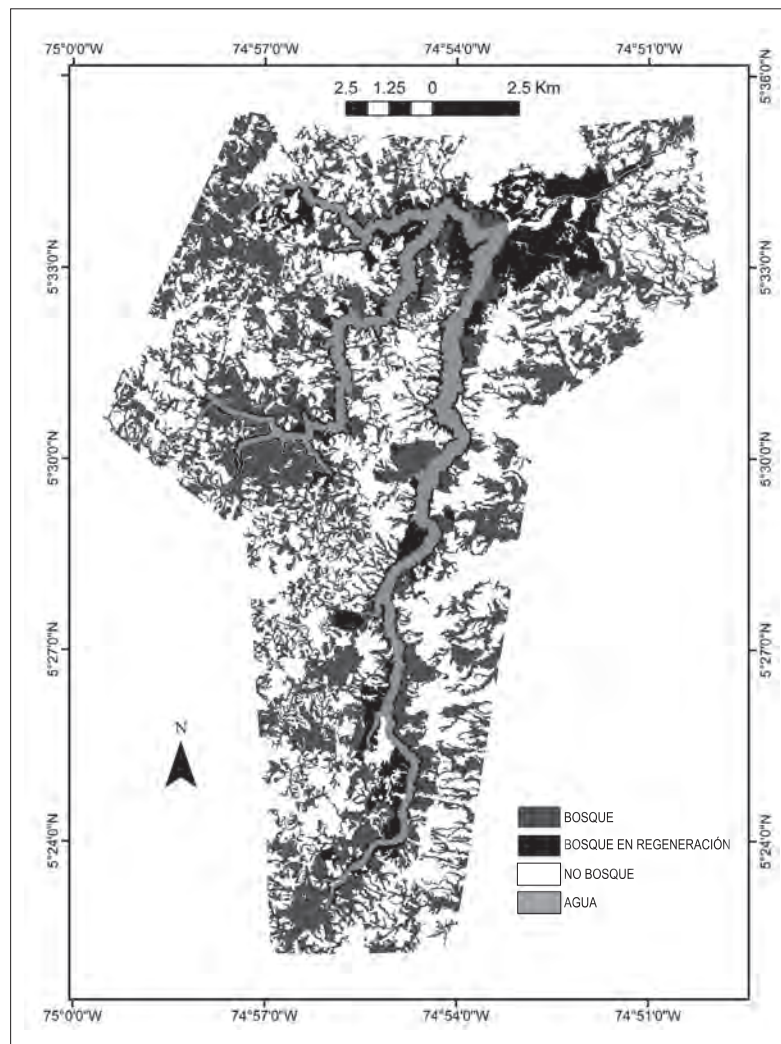 75°0'0"W 74°57'0"W 74°54'0"W 74°51'0"W
2.5 1.25 0 2.5 Km
5°36'0"N
5°33'0"N 5°33'0"N
5°30'0"N 5°30'0"N
5°27'0"N 5°27'0"N
N
5°24'0"N 5°24'0"N
BOSQUE
BOSQUE EN REGENERACIÓN
NO BOSQUE
AGUA
75°0'0"W 74°57'0"W 74°54'0"W 74°51'0"W